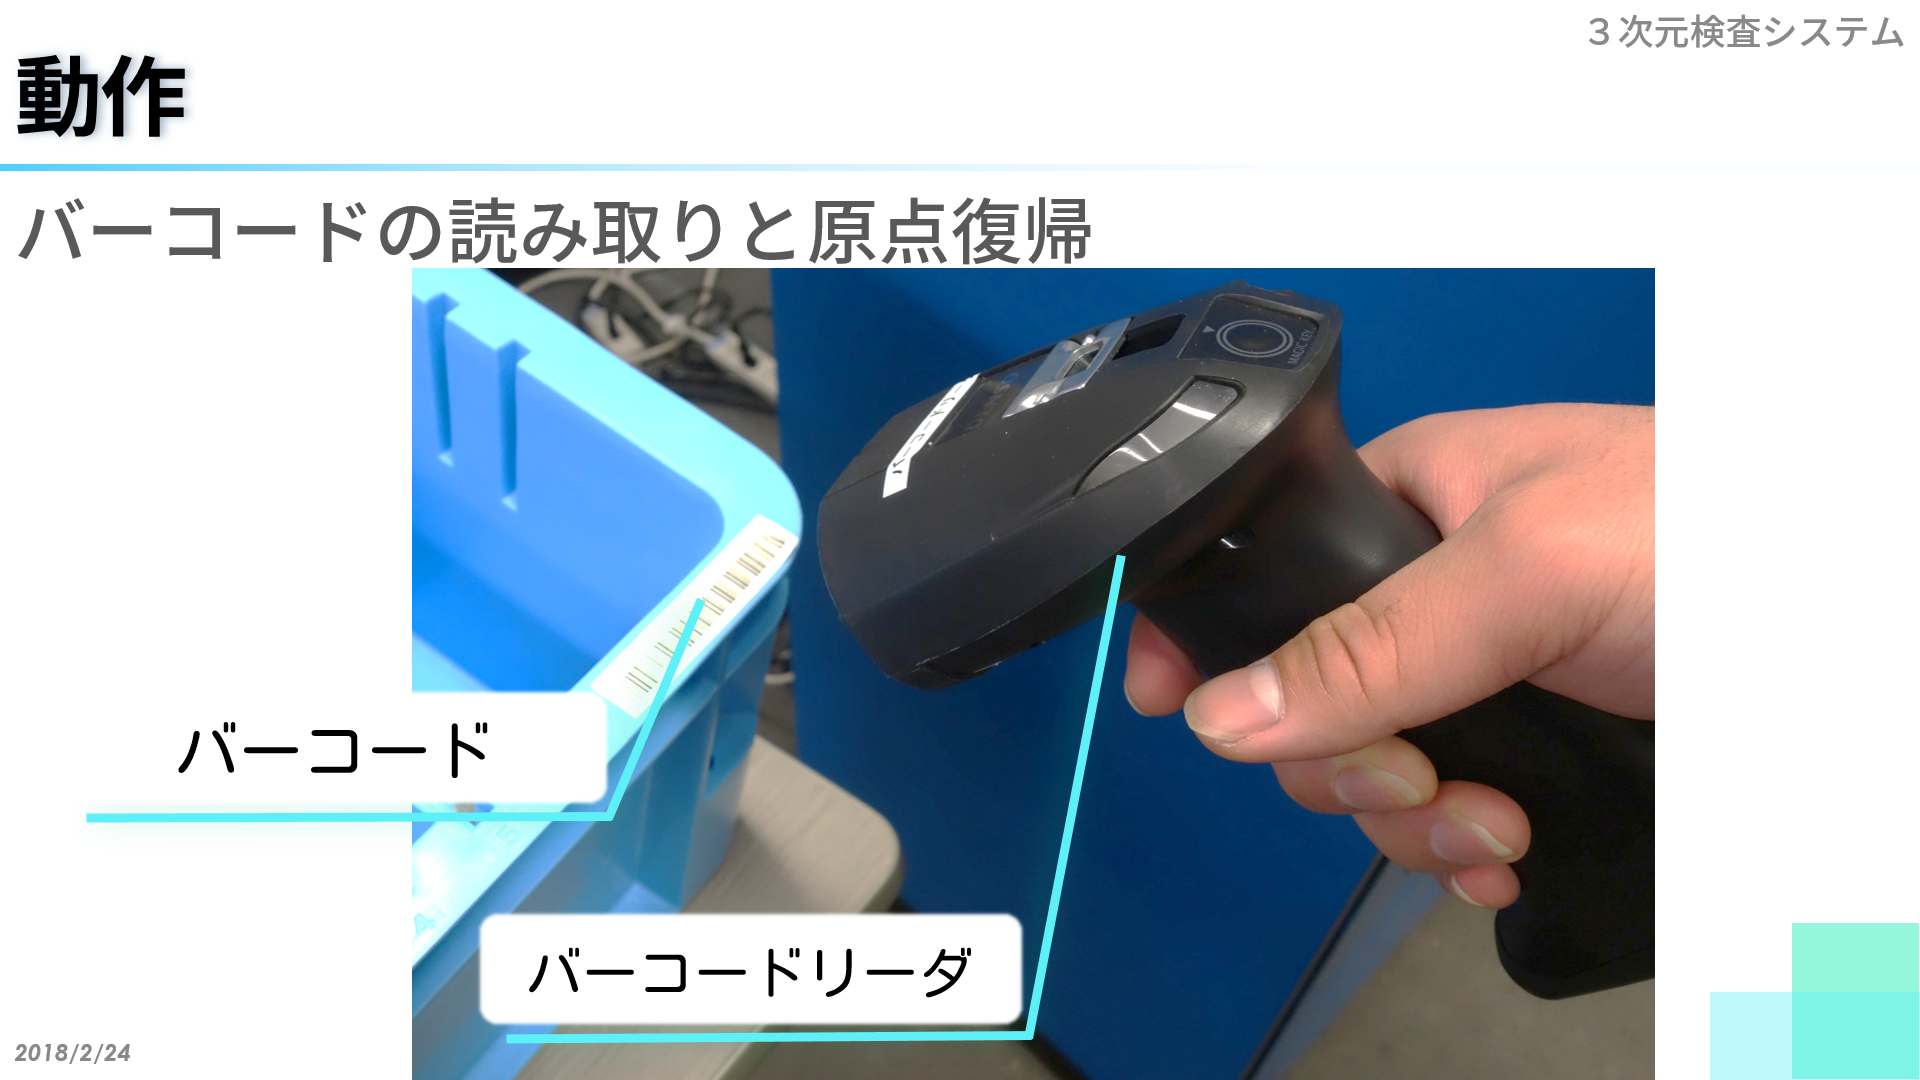 ３次元検査システム
動作
バーコードの読み取りと原点復帰
MAGIC KEY
バーコード
バーコードリーダ
2018/2/24